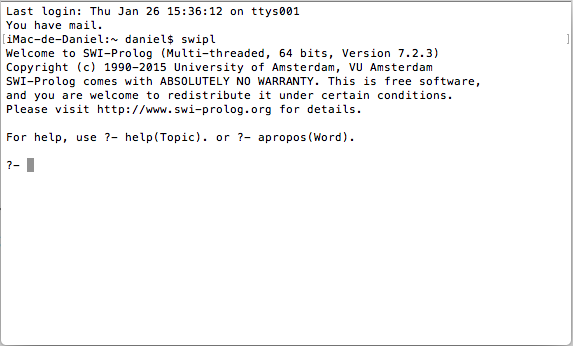 Last login: Thu Jan 26 15:36:12 on ttys001
You have mail.
[iMac-de-Daniel:~ daniel$ swipl ]
Welcome to SWI-Prolog (Multi-threaded, 64 bits, Version 7.2.3)
Copyright (c) 1990-2015 University of Amsterdam, VU Amsterdam
SWI-Prolog comes with ABSOLUTELY NO WARRANTY. This is free software,
and you are welcome to redistribute it under certain conditions.
Please visit http://www.swi-prolog.org for details.

For help, use ?- help(Topic). or ?- apropos(Word).

?-